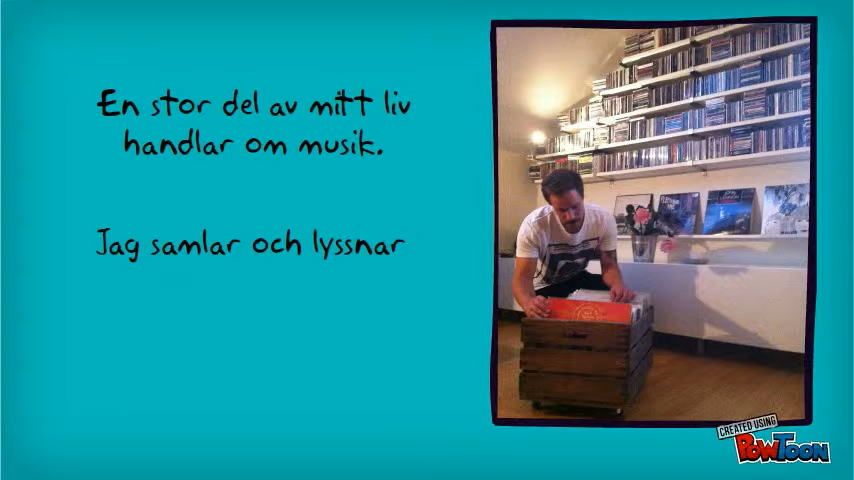 En stor del av mitt liv
handlar om musik.
Jag samlar och lyssnar
CREATED USING
POWTOON